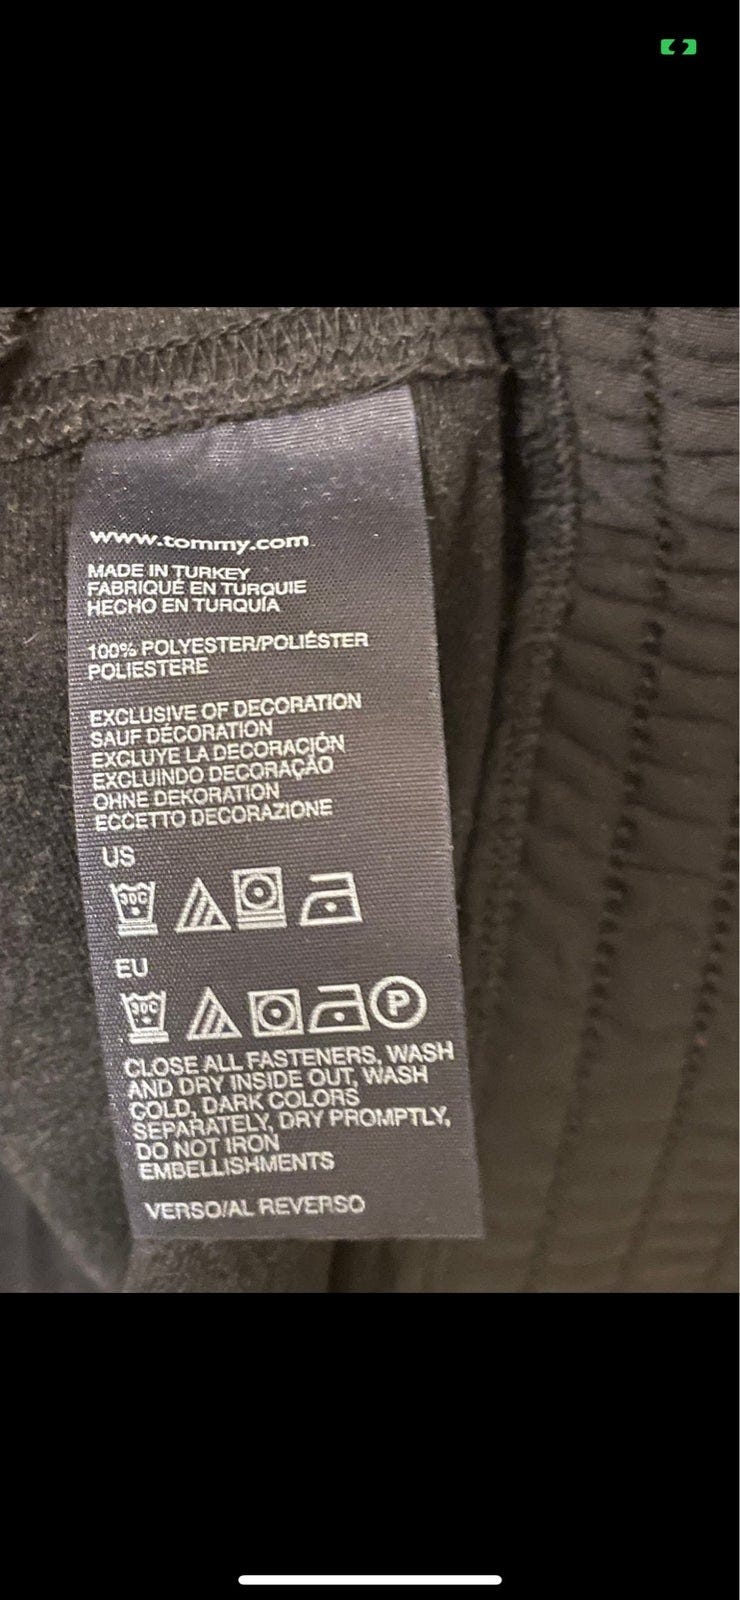 www.tommy.com
MADE IN TURKEY
FABRIQUÉ EN TURQUIE
HECHO EN TURQUÍA
100% POLYESTER/POLIÉSTER
POLIESTERE
EXCLUSIVE OF DECORATION
SAUF DÉCORATION
EXCLUYE LA DECORACIÓN
EXCLUINDO DECORAÇÃO
OHNE DEKORATION
ECCETTO DECORAZIONE
US
30C
EU
30C
P
CLOSE ALL FASTENERS, WASH
AND DRY INSIDE OUT, WASH
COLD, DARK COLORS
SEPARATELY, DRY PROMPTLY,
DO NOT IRON
EMBELLISHMENTS
VERSO/AL REVERSO